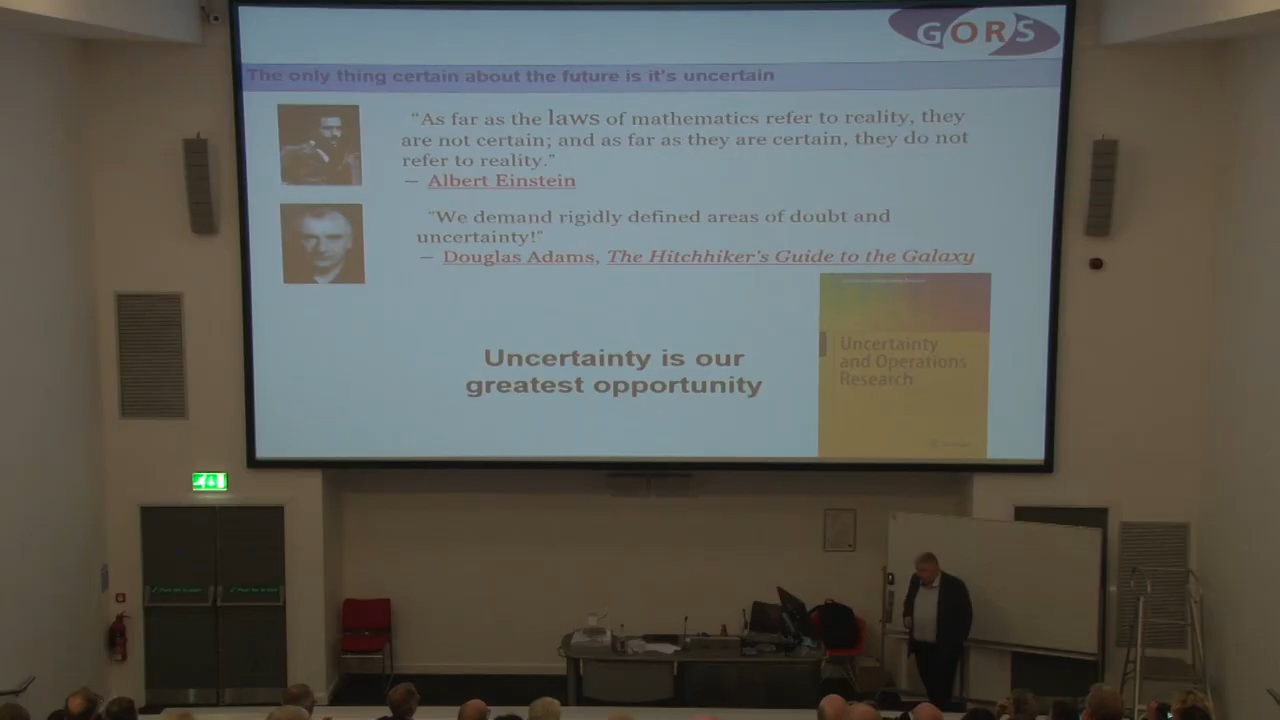 GORS
The only thing certain about the future is it's uncertain
"As far as the laws of mathematics refer to reality, they
are not certain; and as far as they are certain, they do not
refer to reality."
— Albert Einstein
"We demand rigidly defined areas of doubt and
uncertainty!"
— Douglas Adams, The Hitchhiker's Guide to the Galaxy
Uncertainty is our
greatest opportunity
Uncertainty
and Operations
Research
Springer